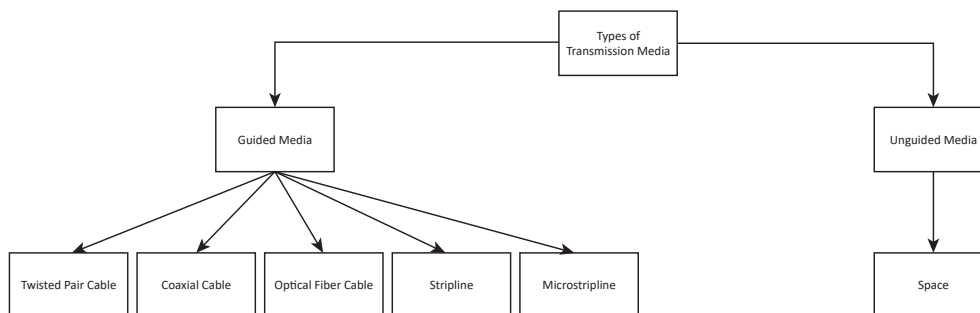 Types of
Transmission Media
Guided Media
Unguided Media
Twisted Pair Cable
Coaxial Cable
Optical Fiber Cable
Stripline
Microstripline
Space